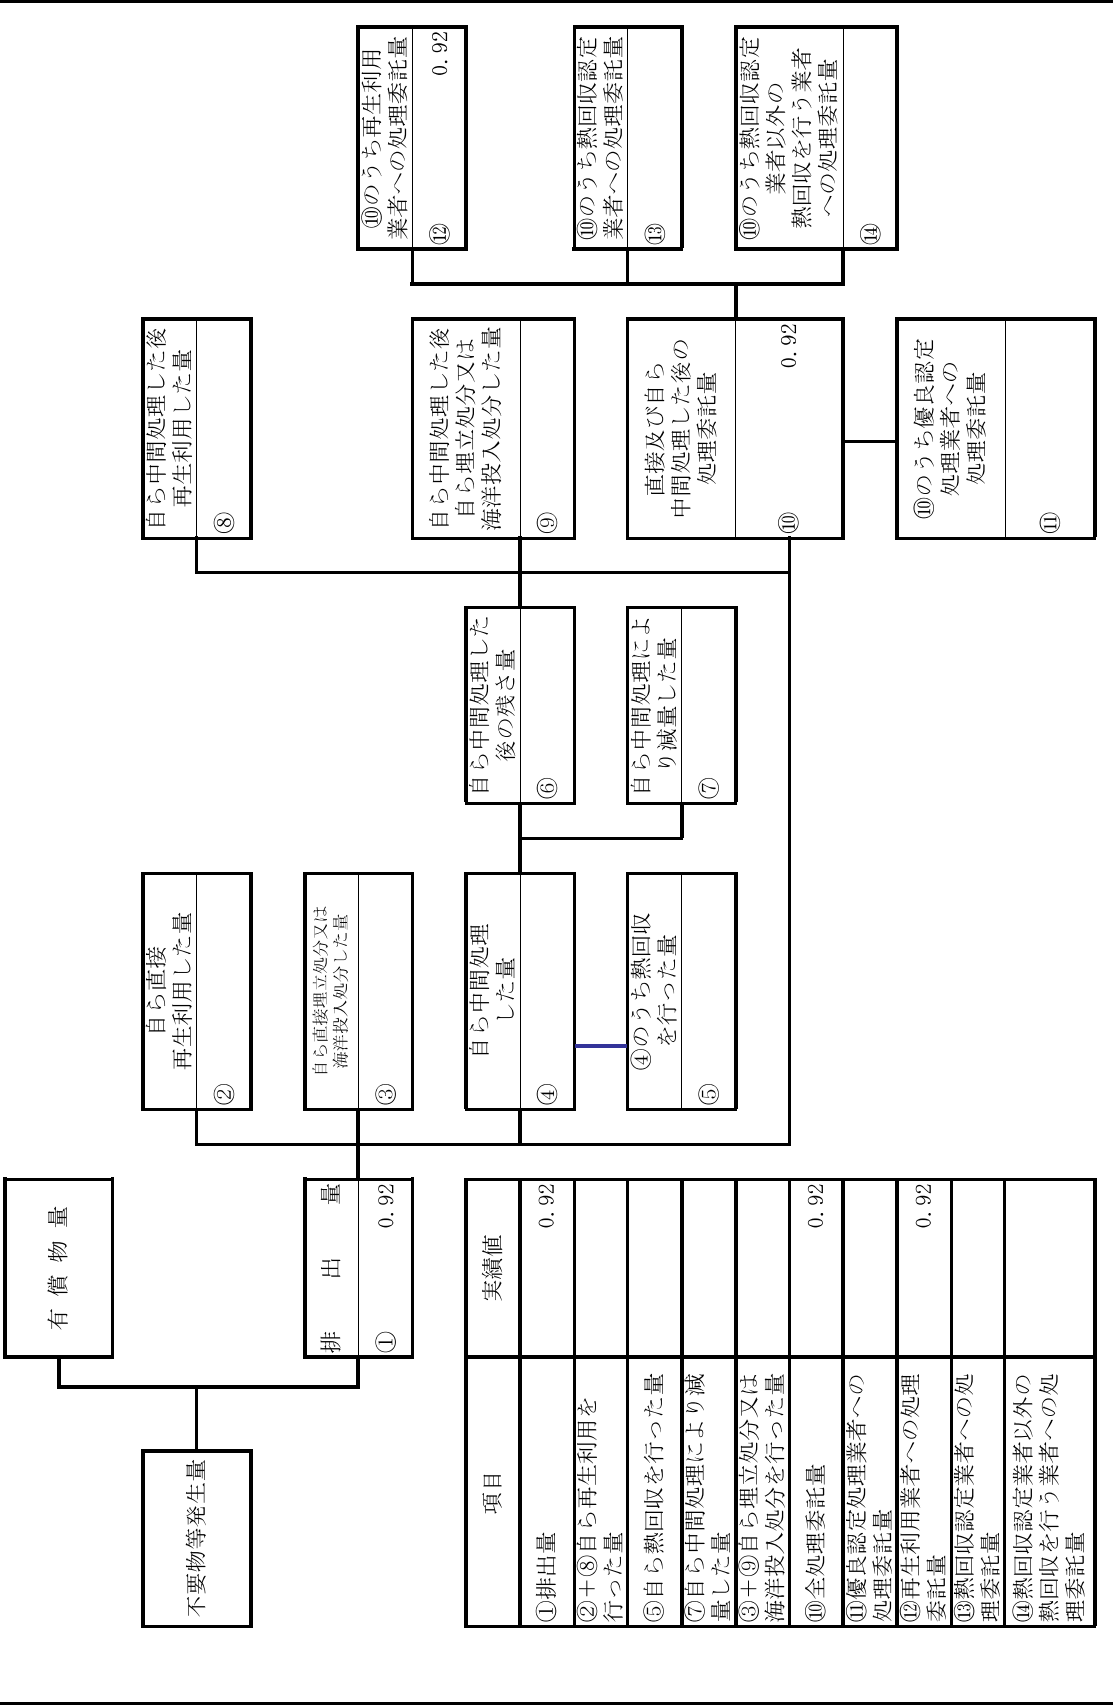 有償物量
不要物等発生量
排出量
① 0.92
自ら直接
再生利用した量
②
自ら直接埋立処分又は
海洋投入処分した量
③
自ら中間処理
した量
④
④のうち熱回収
を行った量
⑤
自ら中間処理した
後の残さ量
⑥
自ら中間処理によ
り減量した量
⑦
自ら中間処理した後
再生利用した量
⑧
自ら中間処理した後
自ら埋立処分又は
海洋投入処分した量
⑨
直接及び自ら
中間処理した後の
処理委託量
⑩ 0.92
⑩のうち優良認定
処理業者への
処理委託量
⑪
⑩のうち再生利用
業者への処理委託量
⑫ 0.92
⑩のうち熱回収認定
業者への処理委託量
⑬
⑩のうち熱回収認定
業者以外の
熱回収を行う業者
への処理委託量
⑭
項目 実績値
①排出量 0.92
②＋⑧自ら再生利用を
行った量
⑤自ら熱回収を行った量
⑦自ら中間処理により減
量した量
③＋⑨自ら埋立処分又は
海洋投入処分を行った量
⑩全処理委託量 0.92
⑪優良認定処理業者への
処理委託量
⑫再生利用業者への処理
委託量 0.92
⑬熱回収認定業者への処
理委託量
⑭熱回収認定業者以外の
熱回収を行う業者への処
理委託量